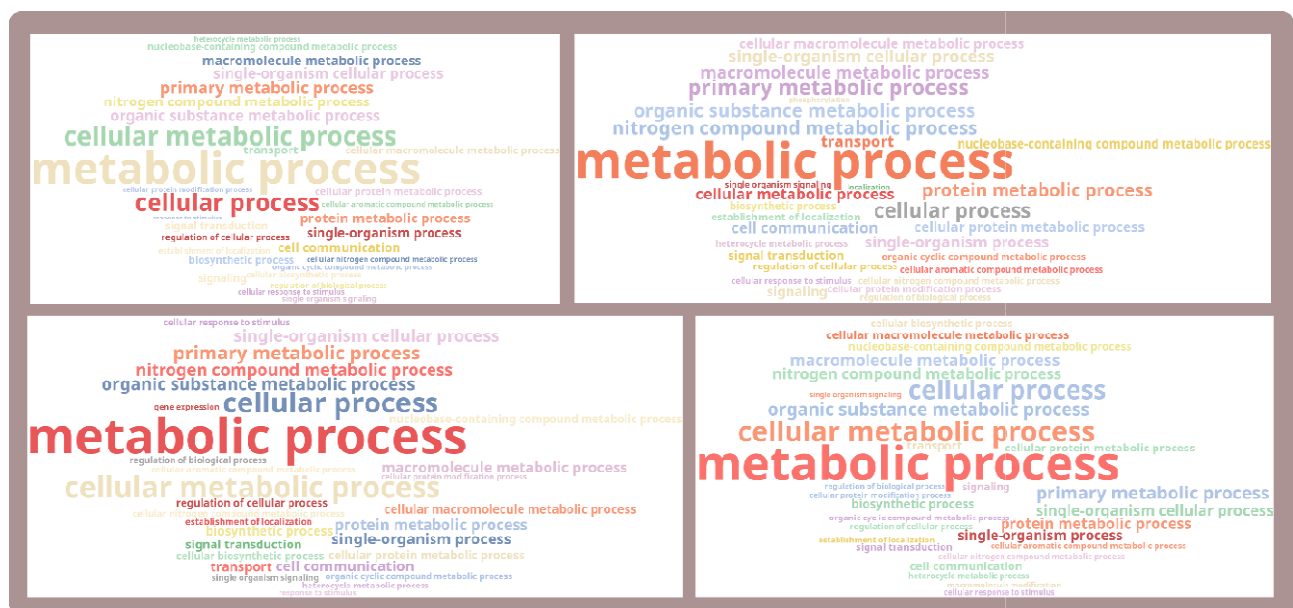 heterocycle metabolic process
nucleobase-containing compound metabolic process
macromolecule metabolic process
single-organism cellular process
primary metabolic process
nitrogen compound metabolic process
organic substance metabolic process
cellular metabolic process
transport
cellular macromolecule metabolic process
metabolic process
cellular protein modification process
cellular protein metabolic process
cellular process
cellular aromatic compound metabolic process
response to stimulus
protein metabolic process
signal transduction
regulation of cellular process
single-organism process
cell communication
establishment of localization
biosynthetic process
cellular nitrogen compound metabolic process
organic cyclic compound metabolic process
signaling
cellular biosynthetic process
regulation of biological process
cellular response to stimulus
single organism signaling
cellular macromolecule metabolic process
single-organism cellular process
macromolecule metabolic process
primary metabolic process
phosphorylation
organic substance metabolic process
nitrogen compound metabolic process
transport
nucleobase-containing compound metabolic process
metabolic process
single organism signaling
localization
protein metabolic process
cellular metabolic process
biosynthetic process
cellular process
establishment of localization
cell communication
cellular protein metabolic process
heterocycle metabolic process
single-organism process
signal transduction
organic cyclic compound metabolic process
regulation of cellular process
cellular aromatic compound metabolic process
cellular response to stimulus
cellular nitrogen compound metabolic process
signaling
cellular protein modification process
regulation of biological process
cellular response to stimulus
single-organism cellular process
primary metabolic process
nitrogen compound metabolic process
organic substance metabolic process
gene expression
cellular process
nucleobase-containing compound metabolic process
metabolic process
regulation of biological process
cellular aromatic compound metabolic process
macromolecule metabolic process
cellular protein modification process
cellular metabolic process
regulation of cellular process
cellular macromolecule metabolic process
cellular nitrogen compound metabolic process
establishment of localization
protein metabolic process
biosynthetic process
single-organism process
signal transduction
cellular biosynthetic process
cellular protein metabolic process
transport
cell communication
single organism signaling
organic cyclic compound metabolic process
heterocycle metabolic process
response to stimulus
cellular biosynthetic process
cellular macromolecule metabolic process
nucleobase-containing compound metabolic process
macromolecule metabolic process
nitrogen compound metabolic process
single organism signaling
cellular process
organic substance metabolic process
cellular metabolic process
transport
cellular protein metabolic process
metabolic process
regulation of biological process
signaling
cellular protein modification process
primary metabolic process
biosynthetic process
single-organism cellular process
organic cyclic compound metabolic process
regulation of cellular process
protein metabolic process
single-organism process
establishment of localization
signal transduction
cellular aromatic compound metabolic process
cellular nitrogen compound metabolic process
cell communication
heterocycle metabolic process
macromolecule modification
cellular response to stimulus